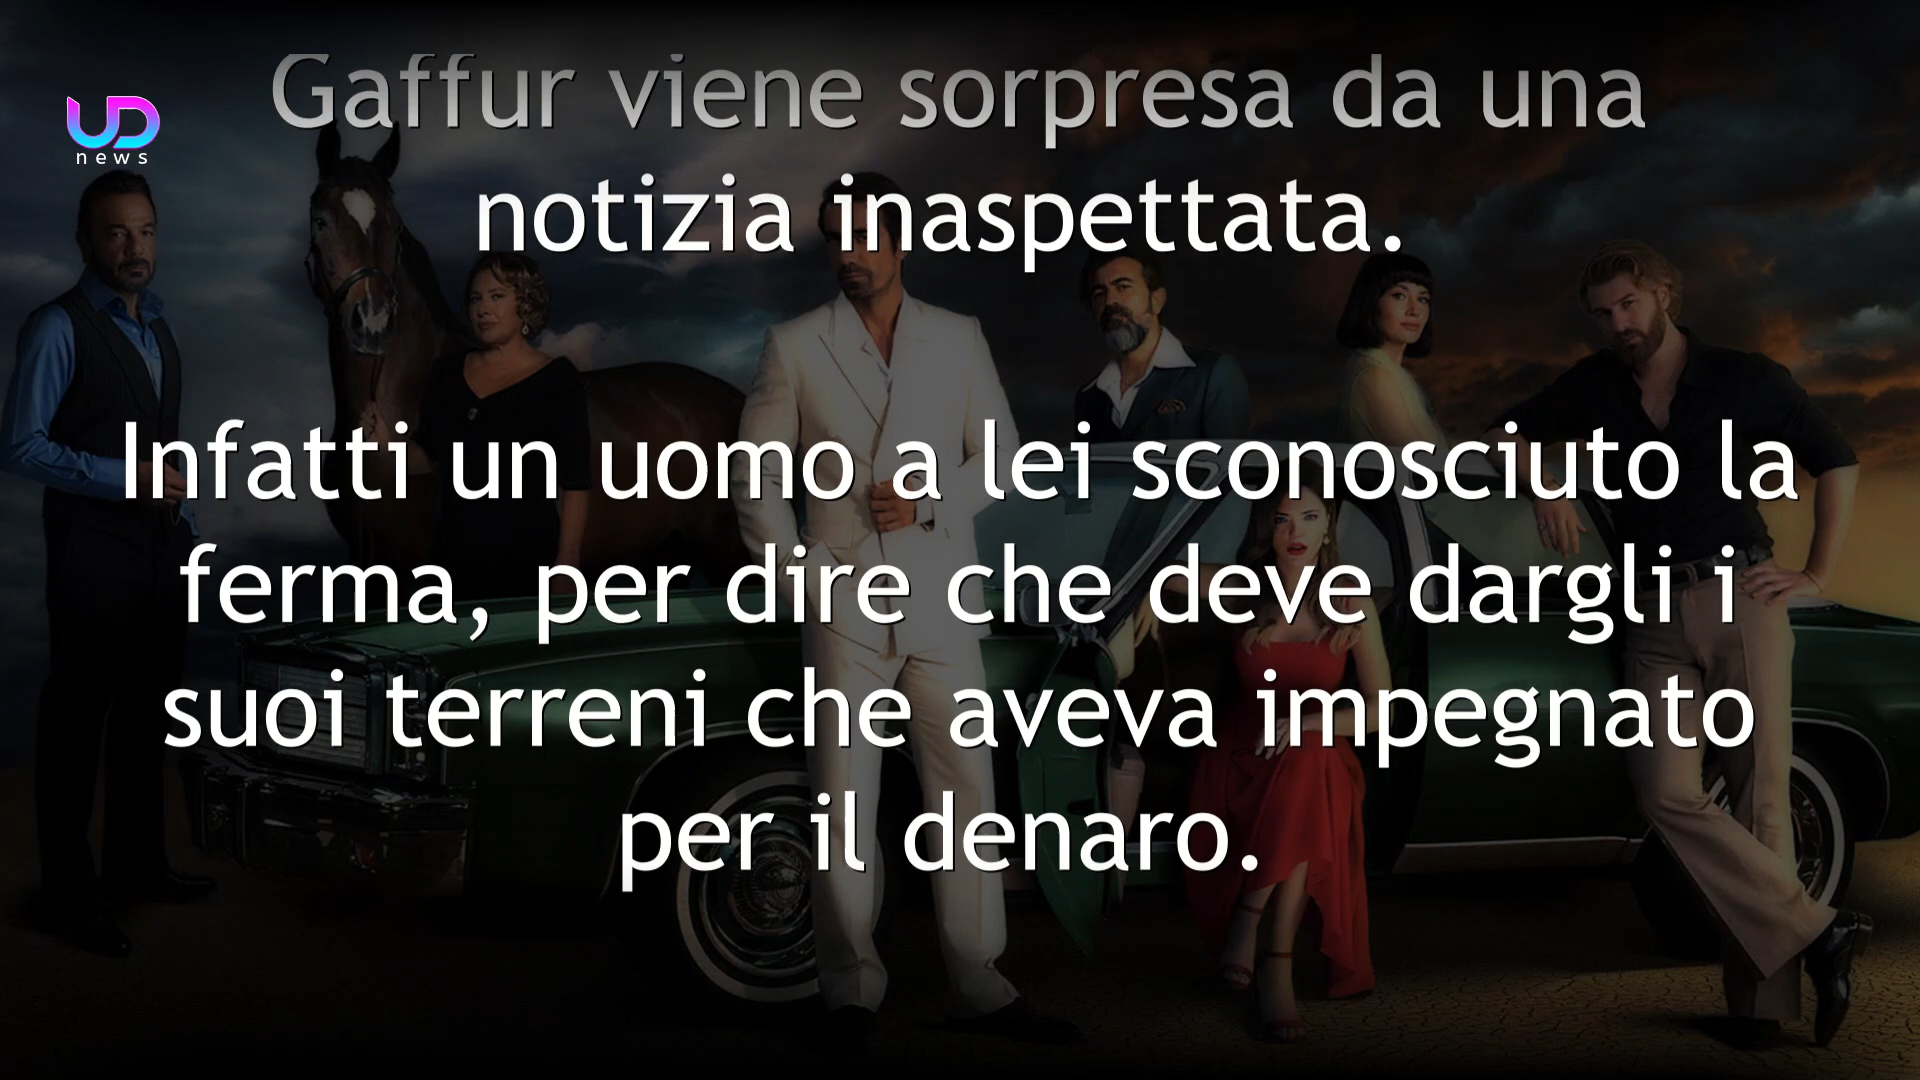 UD
news
Gaffur viene sorpresa da una
notizia inaspettata.
Infatti un uomo a lei sconosciuto la
ferma, per dire che deve dargli i
suoi terreni che aveva impegnato
per il denaro.